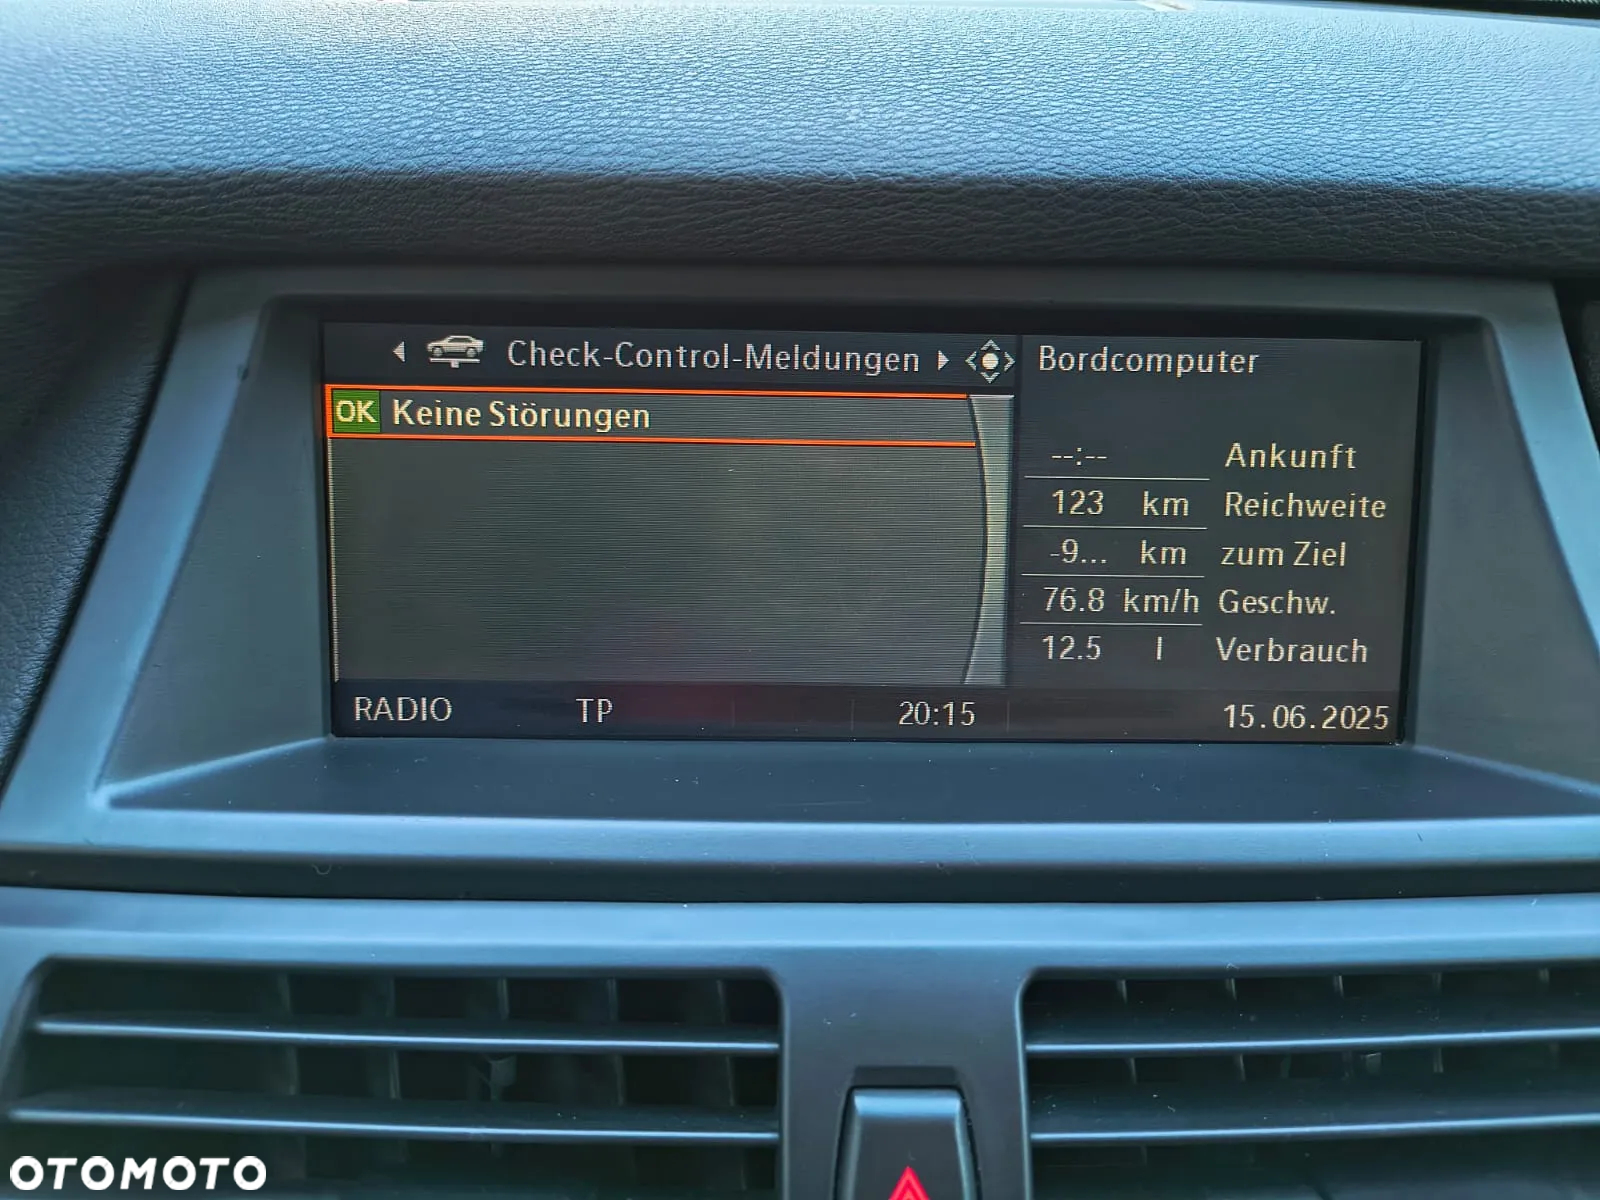 Check-Control-Meldungen
OK Keine Störungen
Bordcomputer
--:-- Ankunft
123 km Reichweite
-9... km zum Ziel
76.8 km/h Geschw.
12.5 l Verbrauch
RADIO TP 20:15 15.06.2025
OTOMOTO